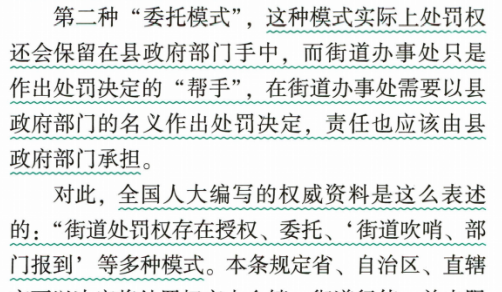 第二种“委托模式”,这种模式实际上处罚权
还会保留在县政府部门手中,而街道办事处只是
作出处罚决定的“帮手”,在街道办事处需要以县
政府部门的名义作出处罚决定,责任也应该由县
政府部门承担。
对此,全国人大编写的权威资料是这么表述
的:“街道处罚权存在授权、委托、‘街道吹哨、部
门报到’等多种模式。本条规定省、自治区、直辖